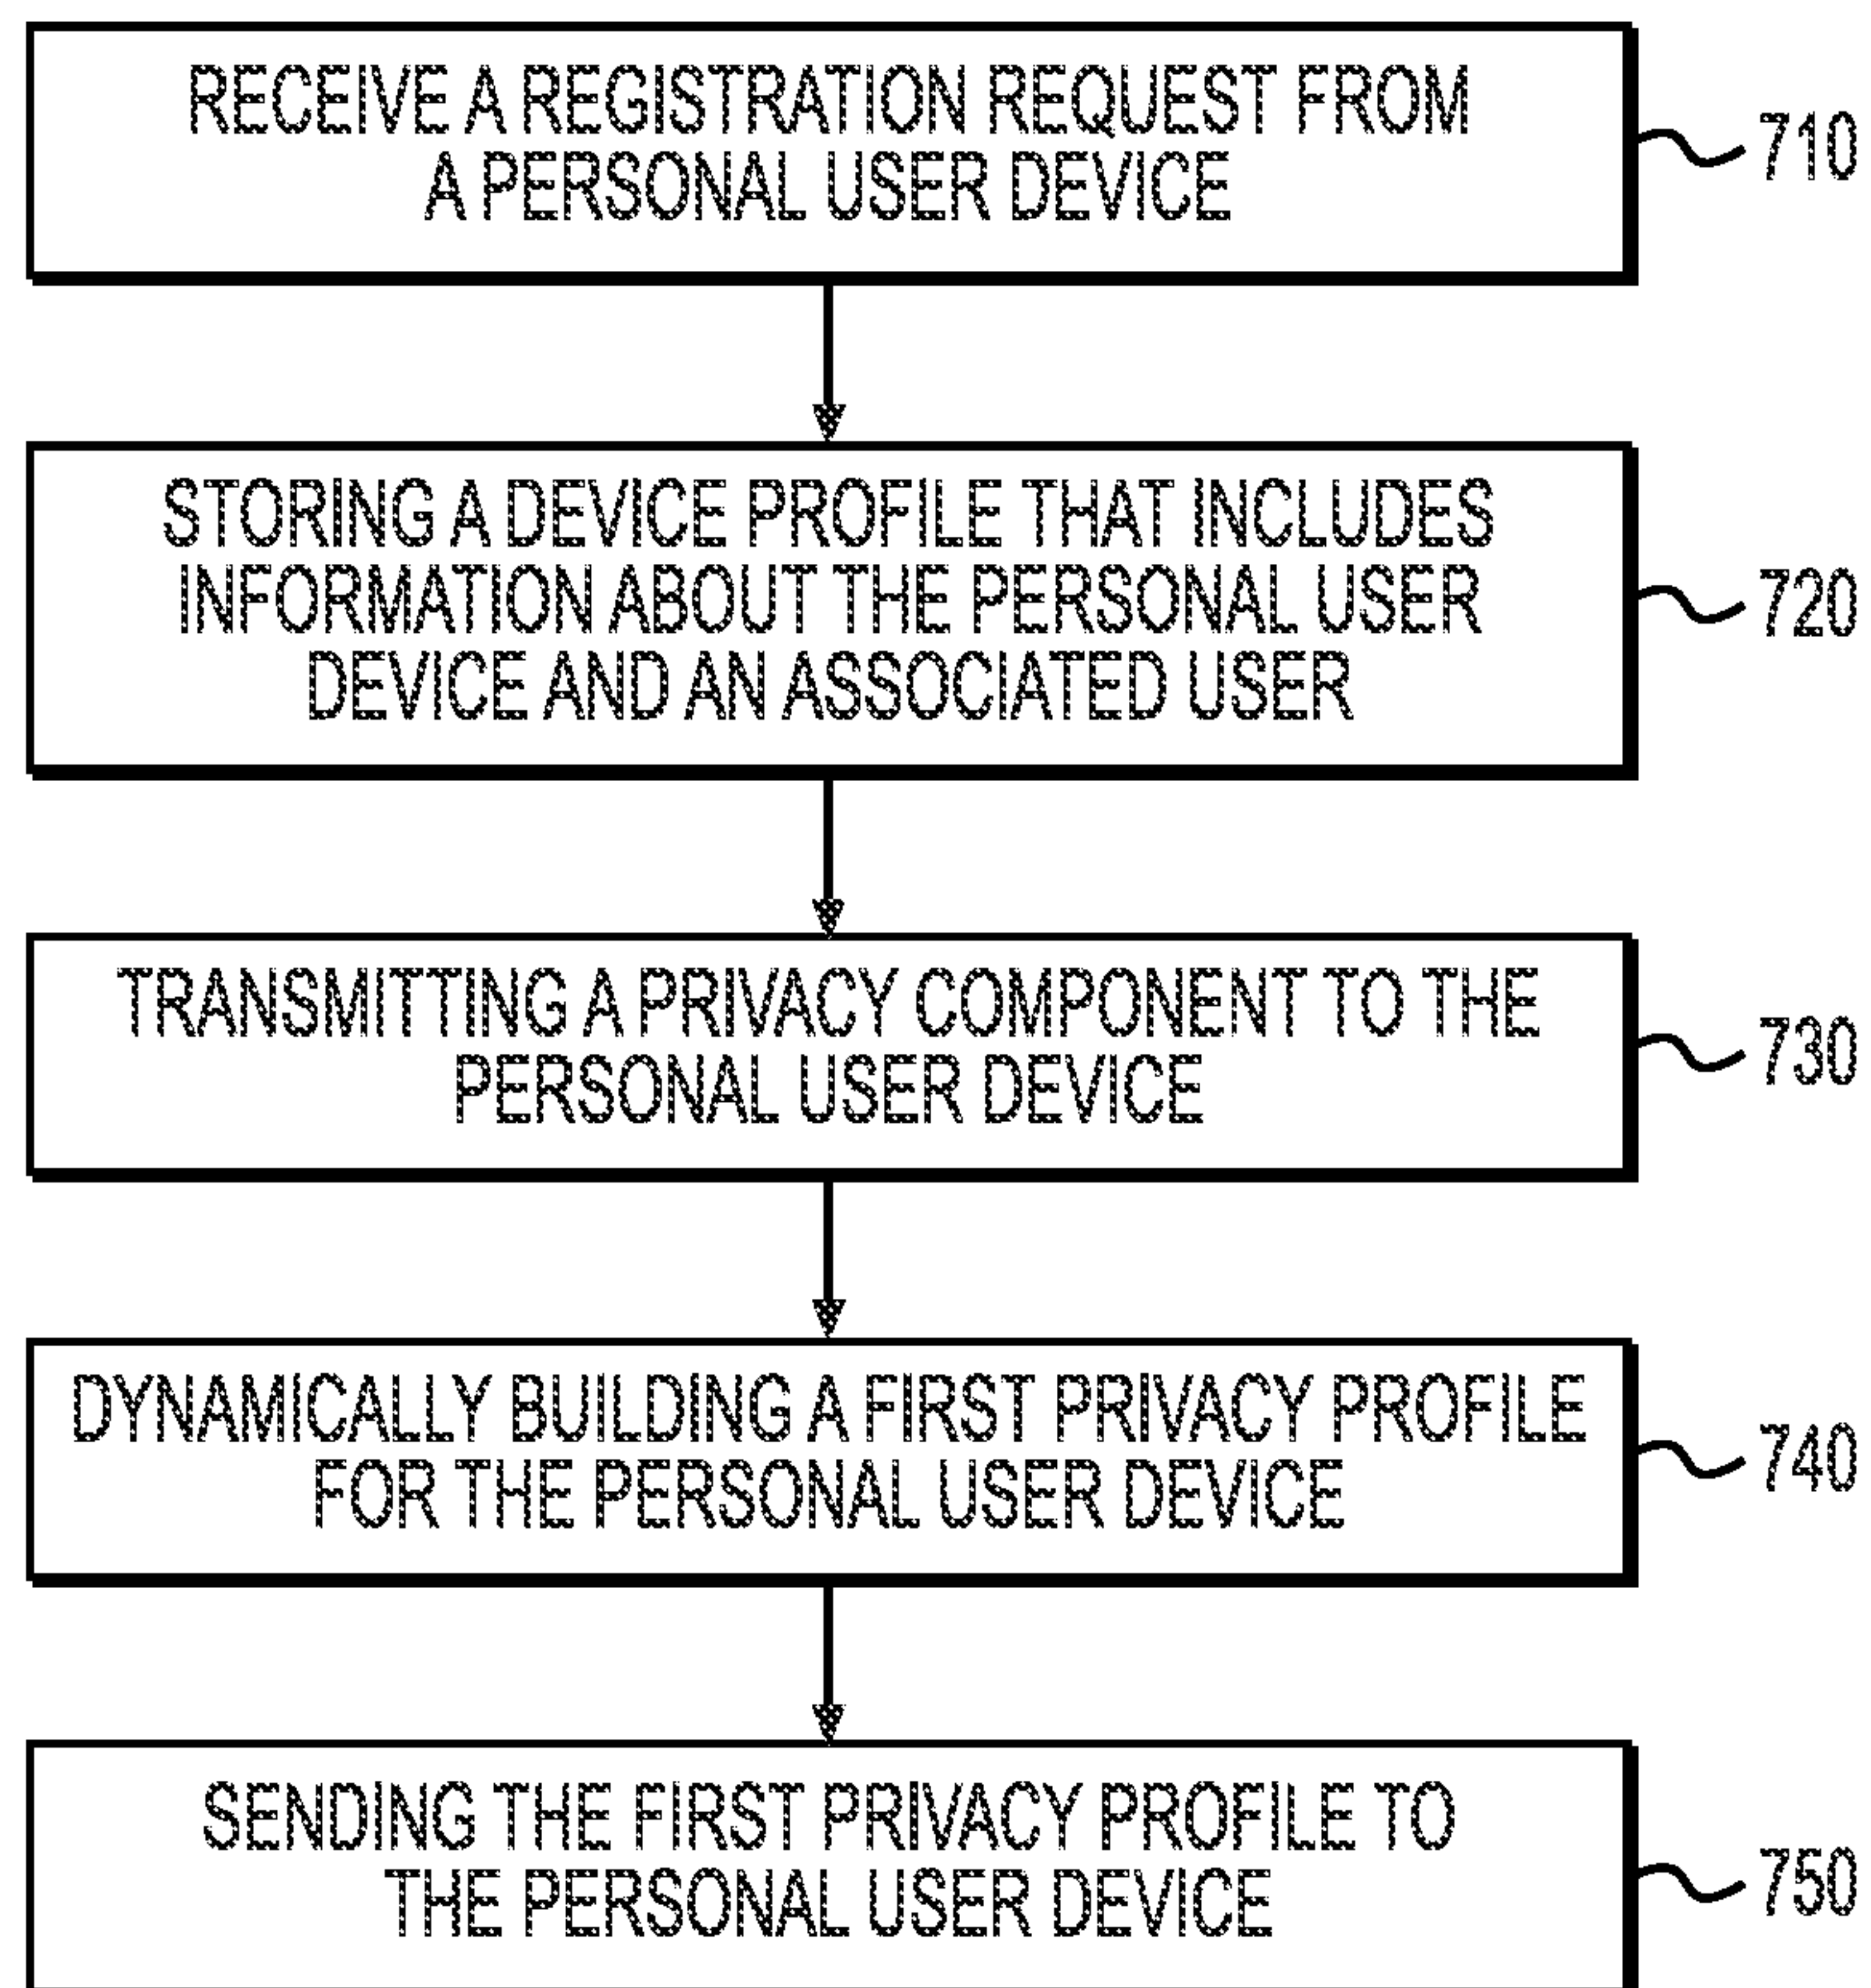 RECEIVE A REGISTRATION REQUEST FROM
A PERSONAL USER DEVICE
710
STORING A DEVICE PROFILE THAT INCLUDES
INFORMATION ABOUT THE PERSONAL USER
DEVICE AND AN ASSOCIATED USER
720
TRANSMITTING A PRIVACY COMPONENT TO THE
PERSONAL USER DEVICE
730
DYNAMICALLY BUILDING A FIRST PRIVACY PROFILE
FOR THE PERSONAL USER DEVICE
740
SENDING THE FIRST PRIVACY PROFILE TO
THE PERSONAL USER DEVICE
750